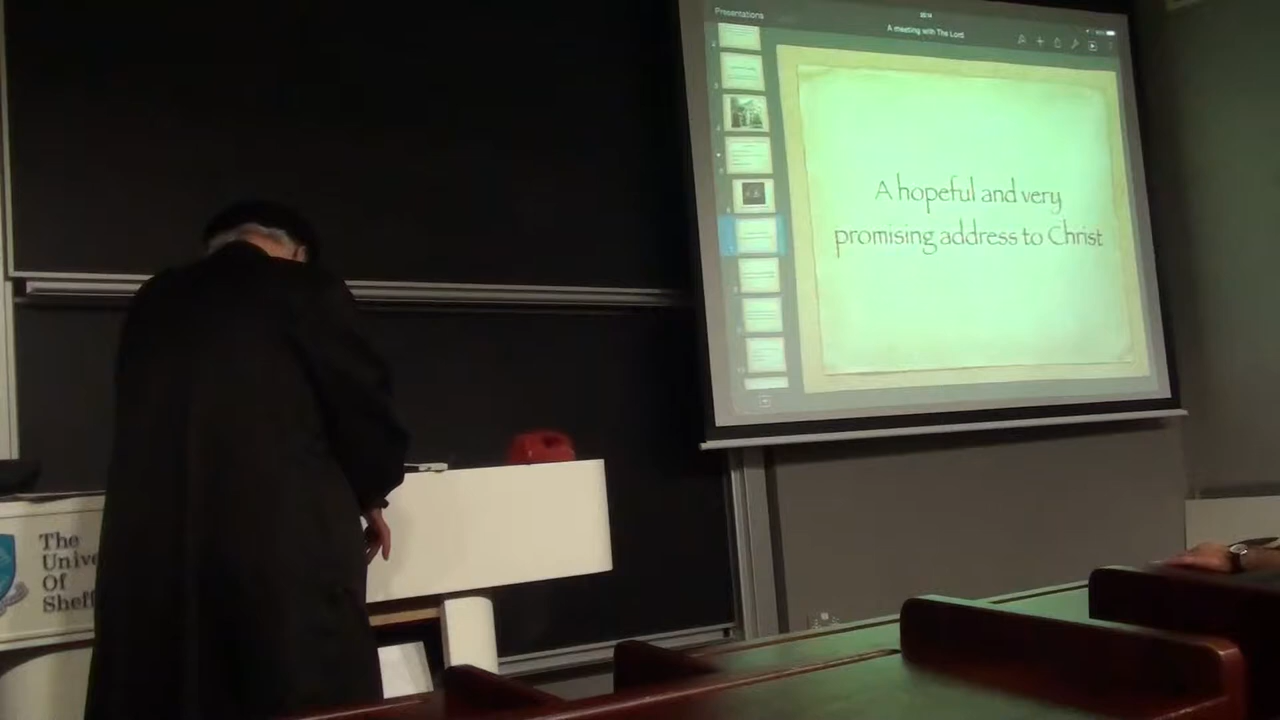 Presentations
A meeting with The Lord
A hopeful and very
promising address to Christ
The
Unive
Of
Sheff